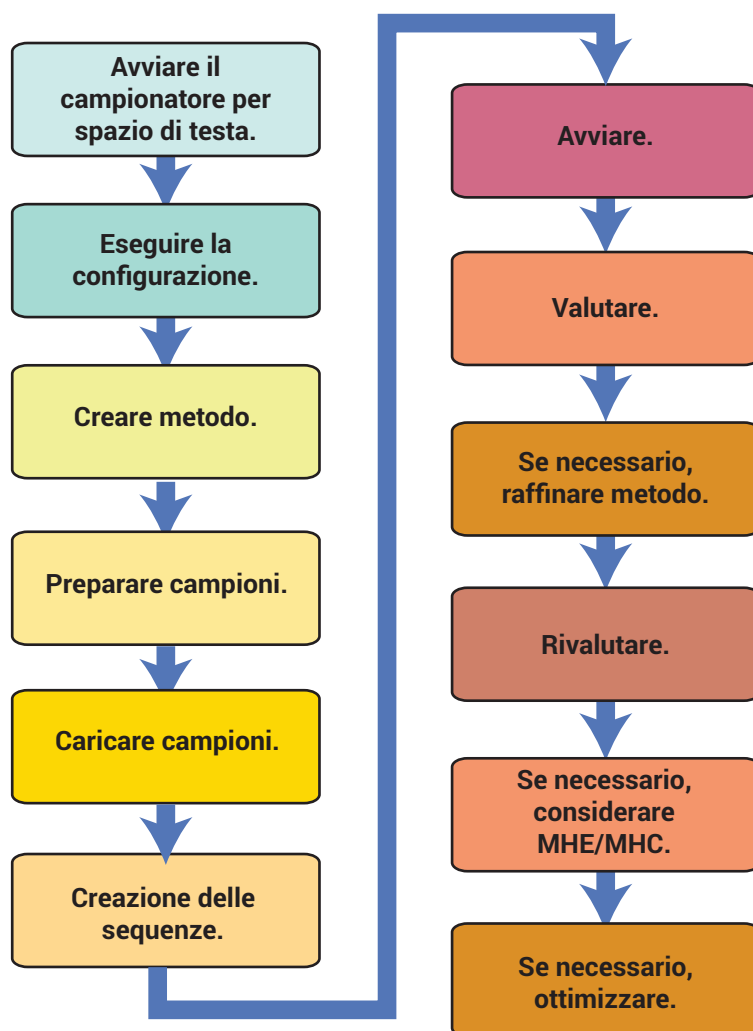 Avviare il
campionatore per
spazio di testa.
Eseguire la
configurazione.
Creare metodo.
Preparare campioni.
Caricare campioni.
Creazione delle
sequenze.
Avviare.
Valutare.
Se necessario,
raffinare metodo.
Rivalutare.
Se necessario,
considerare
MHE/MHC.
Se necessario,
ottimizzare.